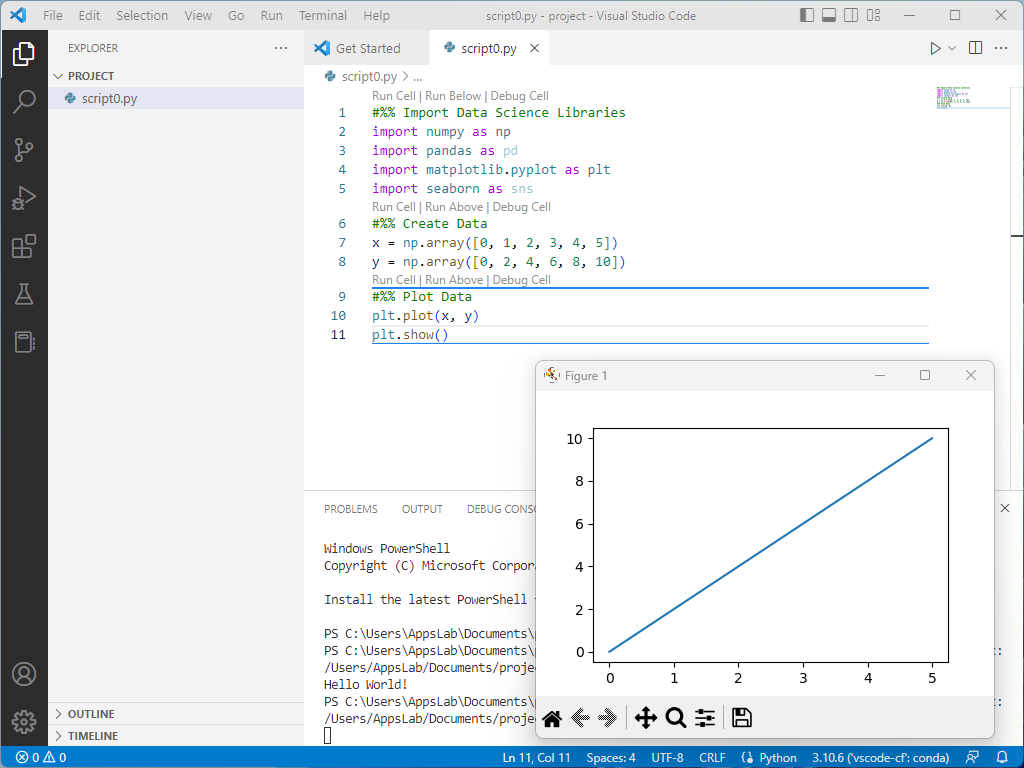 File Edit Selection View Go Run Terminal Help script0.py - project - Visual Studio Code
EXPLORER
PROJECT
script0.py
OUTLINE
TIMELINE
Get Started script0.py
script0.py > ...
Run Cell | Run Below | Debug Cell
1 #%% Import Data Science Libraries
2 import numpy as np
3 import pandas as pd
4 import matplotlib.pyplot as plt
5 import seaborn as sns
Run Cell | Run Above | Debug Cell
6 #%% Create Data
7 x = np.array([0, 1, 2, 3, 4, 5])
8 y = np.array([0, 2, 4, 6, 8, 10])
Run Cell | Run Above | Debug Cell
9 #%% Plot Data
10 plt.plot(x, y)
11 plt.show()
PROBLEMS OUTPUT DEBUG CONS
Windows PowerShell
Copyright (C) Microsoft Corpora
Install the latest PowerShell
PS C:\Users\AppsLab\Documents\
PS C:\Users\AppsLab\Documents\
/Users/AppsLab/Documents/proje
Hello World!
PS C:\Users\AppsLab\Documents\
/Users/AppsLab/Documents/proje
Figure 1
10
8
6
4
2
0
0 1 2 3 4 5
0 0 Ln 11, Col 11 Spaces: 4 UTF-8 CRLF Python 3.10.6 ('vscode-cf': conda)